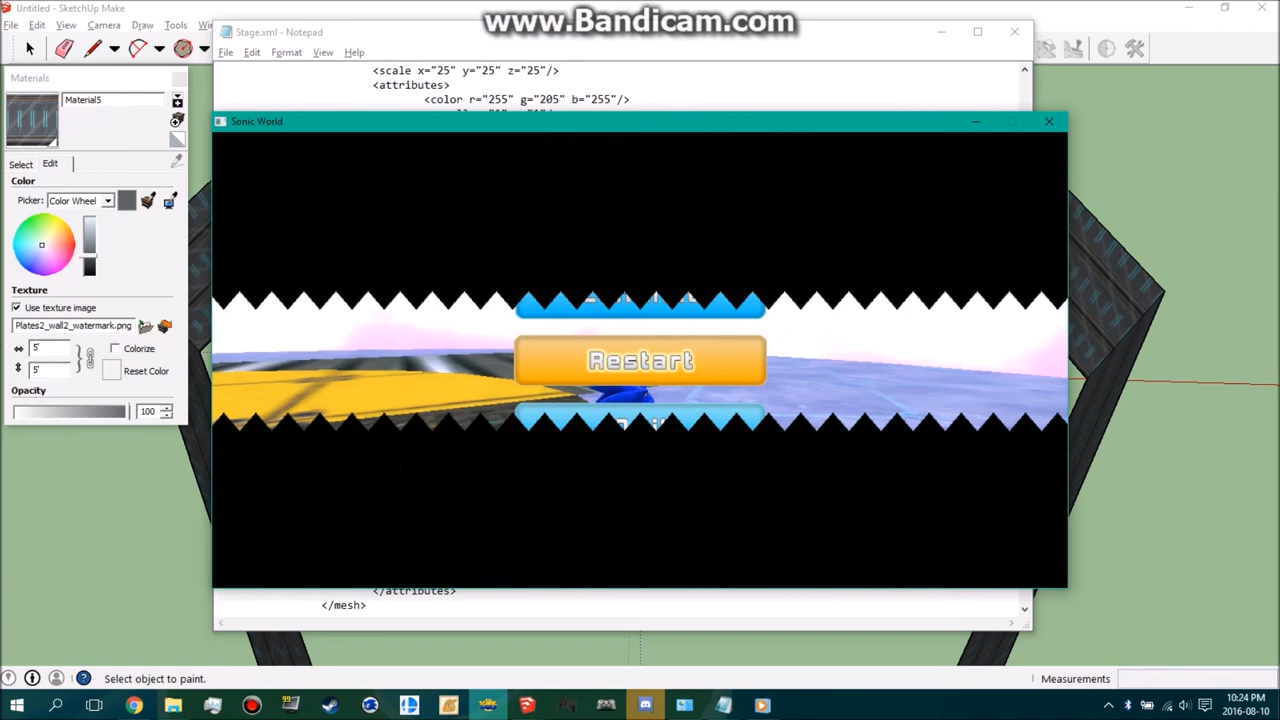 Untitled - SketchUp Make
www.Bandicam.com
File Edit View Camera Draw Tools
Stage.xml - Notepad
File Edit Format View Help
<scale x="25" y="25" z="25"/>
<attributes>
<color r="255" g="205" b="255"/>
Materials
Material5
Select Edit
Color
Picker: Color Wheel
Texture
Use texture image
Plates2_wall2_watermark.png
5' Colorize
5' Reset Color
Opacity
100
Sonic World
Restart
</attributes>
</mesh>
Select object to paint.
Measurements
99
10:24 PM
2016-08-10